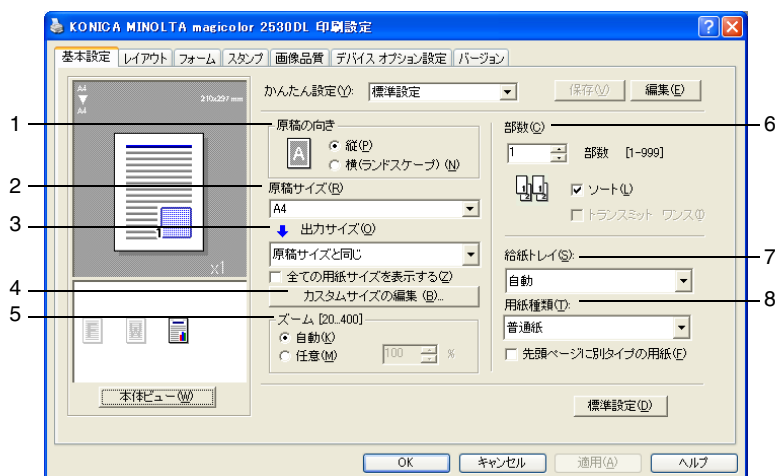 KONICA MINOLTA magicolor 2530DL 印刷設定
基本設定 レイアウト フォーム スタンプ 画像品質 デバイス オプション設定 バージョン
A4
210x297 mm
A4
1
x1
本体ビュー(W)
かんたん設定(Y): 標準設定
保存(V) 編集(E)
1
原稿の向き
A
縦(P)
横(ランドスケープ) (N)
2
原稿サイズ(R)
A4
3
出力サイズ(O)
原稿サイズと同じ
全ての用紙サイズを表示する(Z)
4
カスタムサイズの編集 (B)...
5
ズーム [20..400]
自動(K)
任意(M) 100 %
6
部数(C)
1 部数 [1-999]
1 2 1 2
ソート(L)
トランスミット ワンス(I)
7
給紙トレイ(S):
自動
8
用紙種類(T):
普通紙
先頭ページに別タイプの用紙(F)
標準設定(D)
OK キャンセル 適用(A) ヘルプ